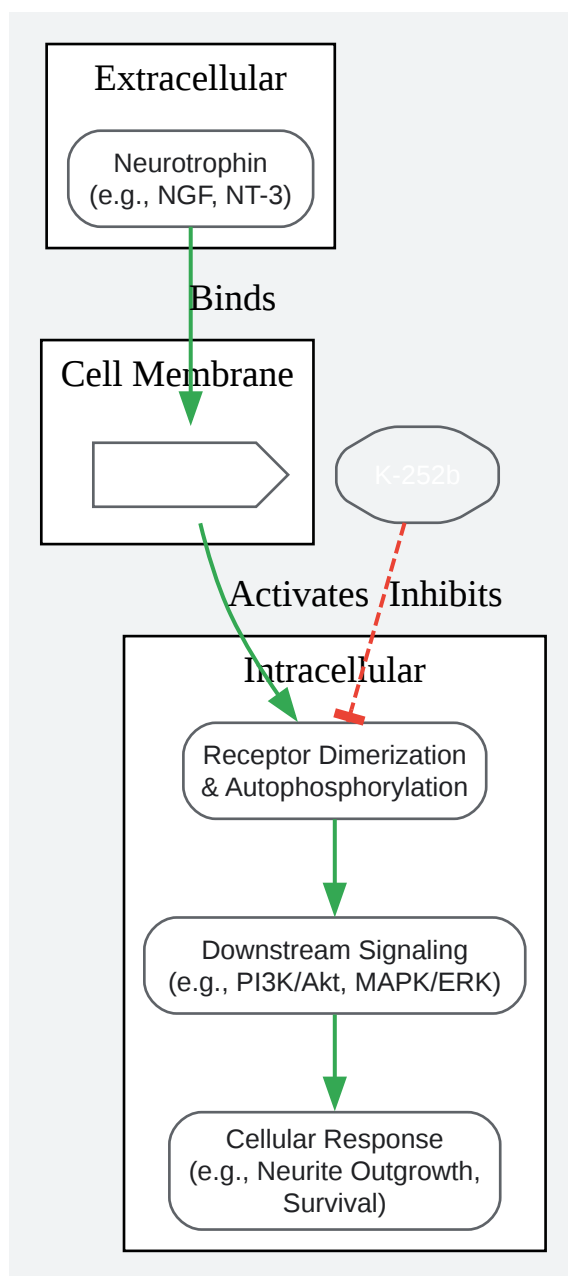 Extracellular
Neurotrophin
(e.g., NGF, NT-3)
Binds
Cell Membrane
K-252b
Activates
Inhibits
Intracellular
Receptor Dimerization
& Autophosphorylation
Downstream Signaling
(e.g., PI3K/Akt, MAPK/ERK)
Cellular Response
(e.g., Neurite Outgrowth,
Survival)